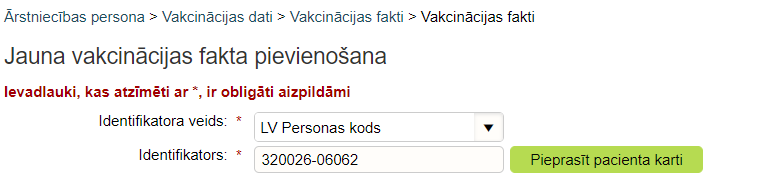 Ārstniecības persona > Vakcinācijas dati > Vakcinācijas fakti > Vakcinācijas fakti
Jauna vakcinācijas fakta pievienošana
Ievadlauki, kas atzīmēti ar *, ir obligāti aizpildāmi
Identifikatora veids: * LV Personas kods
Identifikators: * 320026-06062 Pieprasīt pacienta karti